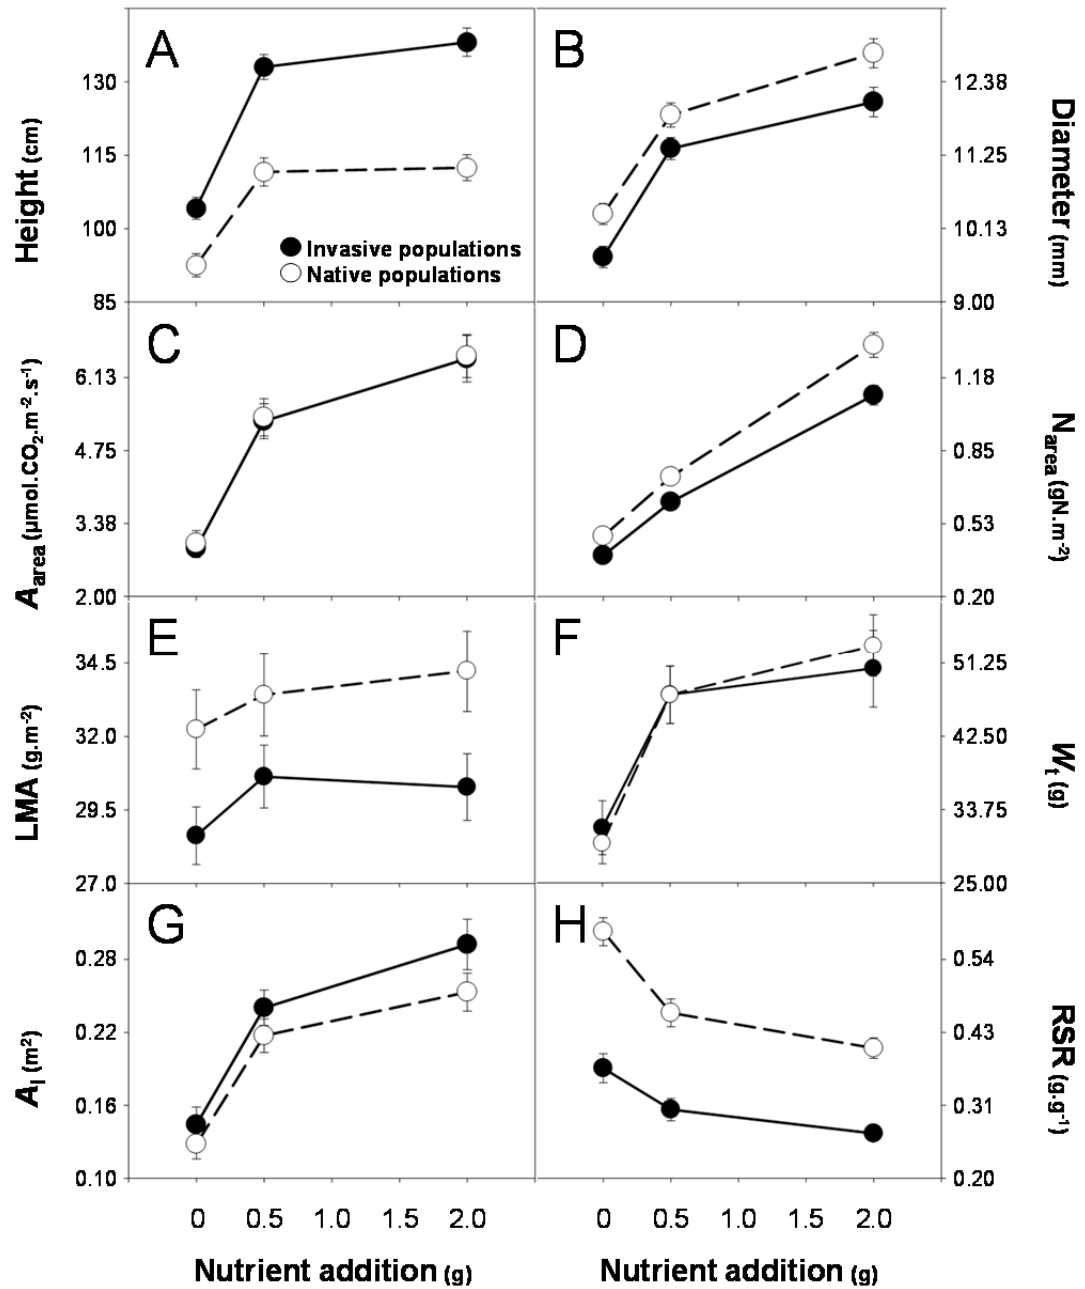 A
B
130
115
100
85
Height (cm)
Invasive populations
Native populations
12.38
11.25
10.13
9.00
Diameter (mm)
C
D
6.13
4.75
3.38
2.00
A area (μmol.CO2.m-2.s-1)
1.18
0.85
0.53
0.20
N area (gN.m-2)
E
F
34.5
32.0
29.5
27.0
LMA (g.m-2)
51.25
42.50
33.75
25.00
Wt (g)
G
H
0.28
0.22
0.16
0.10
Al (m2)
0.54
0.43
0.31
0.20
RSR (g.g-1)
0 0.5 1.0 1.5 2.0
0 0.5 1.0 1.5 2.0
Nutrient addition (g)
Nutrient addition (g)